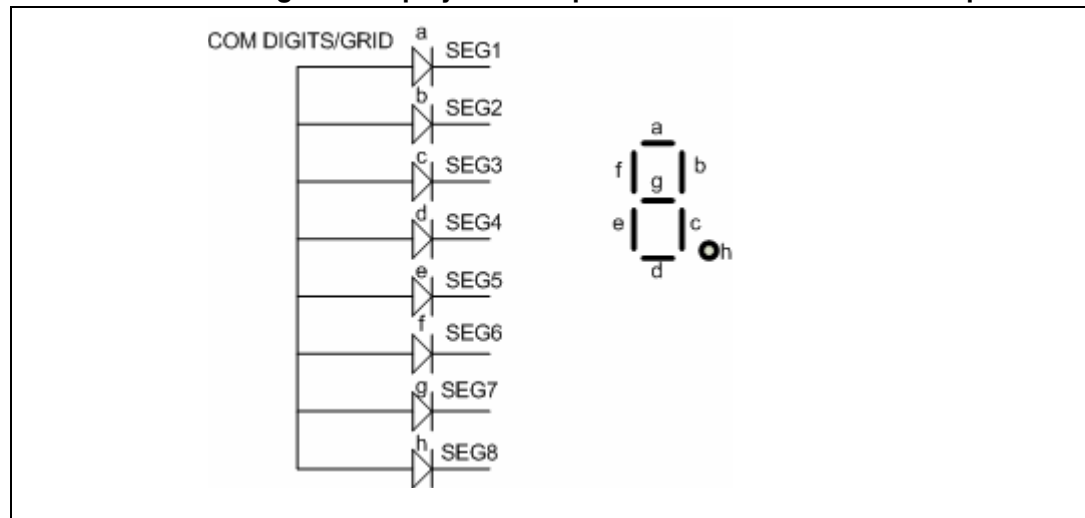 COM DIGITS/GRID
a SEG1
b SEG2
c SEG3
d SEG4
e SEG5
f SEG6
g SEG7
h SEG8
a
f b
g
e c
h
d